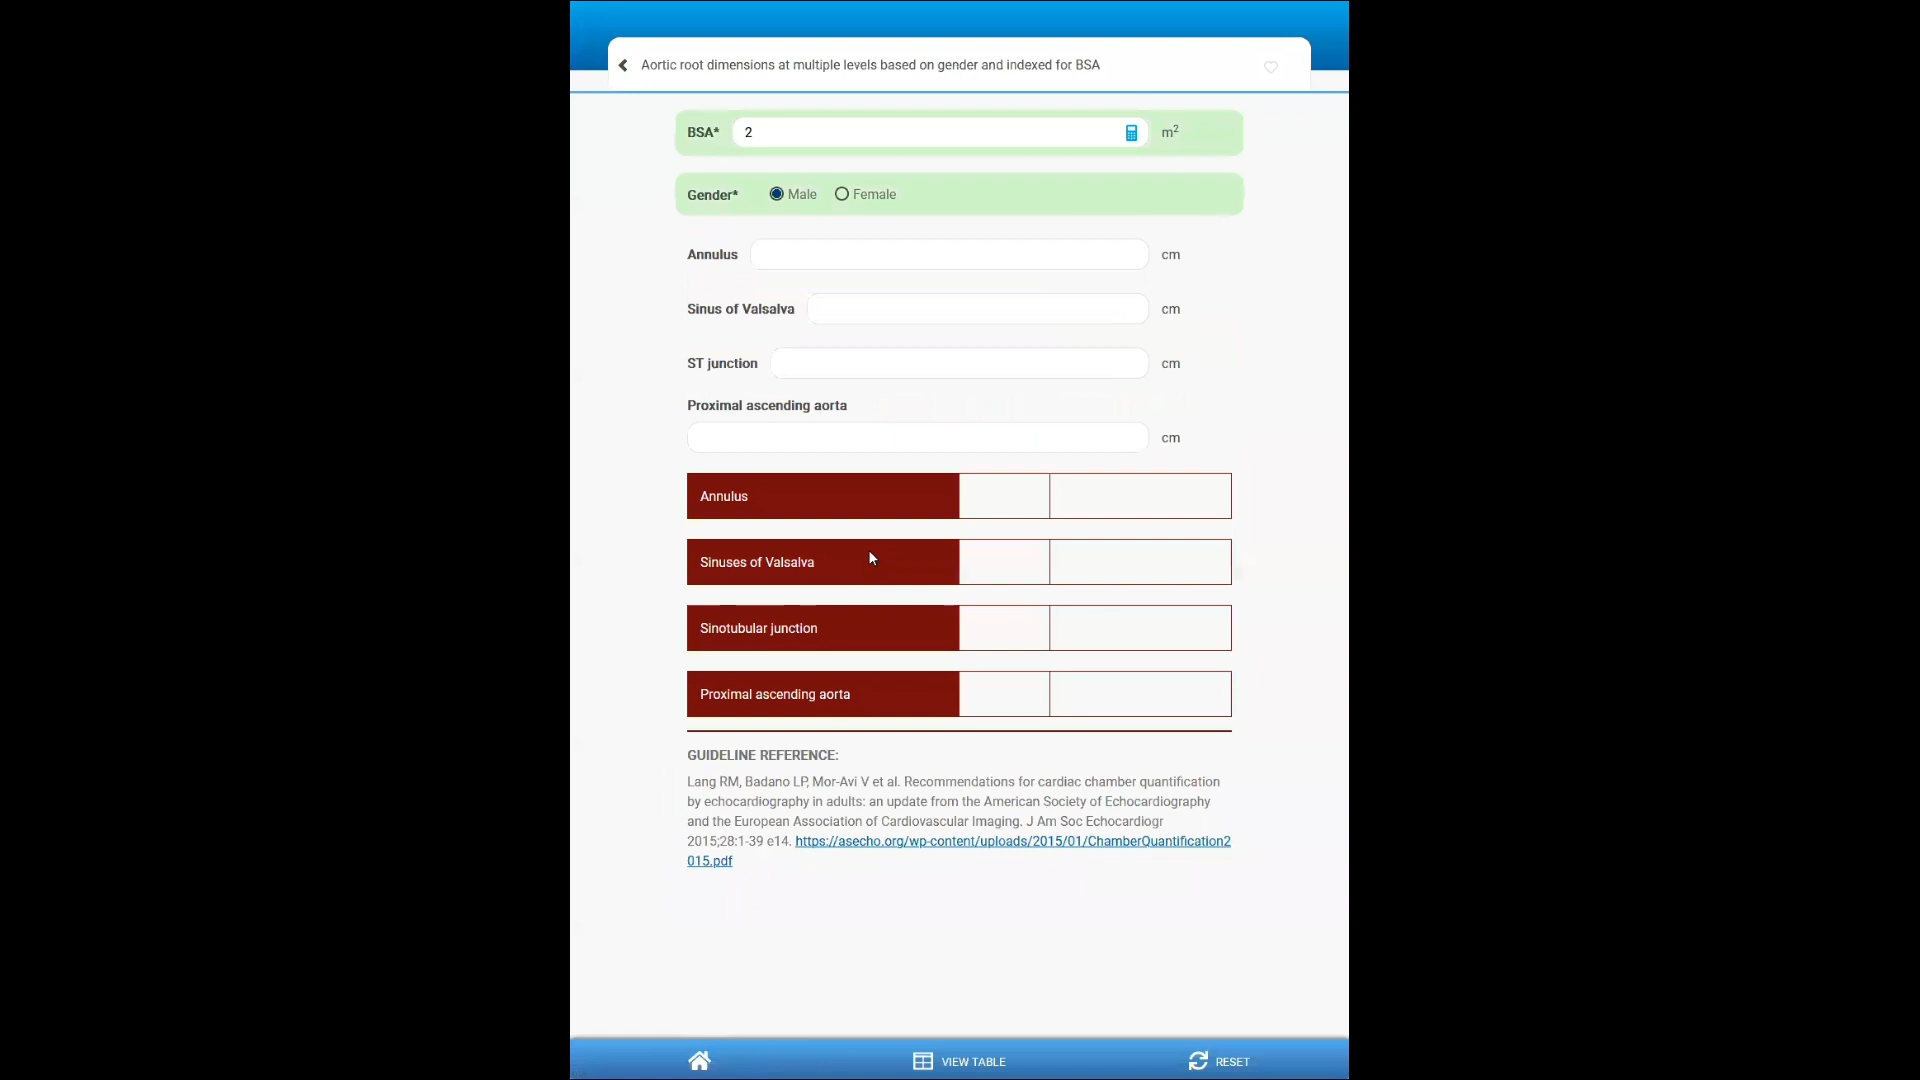 Aortic root dimensions at multiple levels based on gender and indexed for BSA
BSA* 2 m²
Gender* Male Female
Annulus cm
Sinus of Valsalva cm
ST junction cm
Proximal ascending aorta
cm
Annulus
Sinuses of Valsalva
Sinotubular junction
Proximal ascending aorta
GUIDELINE REFERENCE:
Lang RM, Badano LP, Mor-Avi V et al. Recommendations for cardiac chamber quantification
by echocardiography in adults: an update from the American Society of Echocardiography
and the European Association of Cardiovascular Imaging. J Am Soc Echocardiogr
2015;28:1-39 e14. https://asecho.org/wp-content/uploads/2015/01/ChamberQuantification2
015.pdf
VIEW TABLE RESET